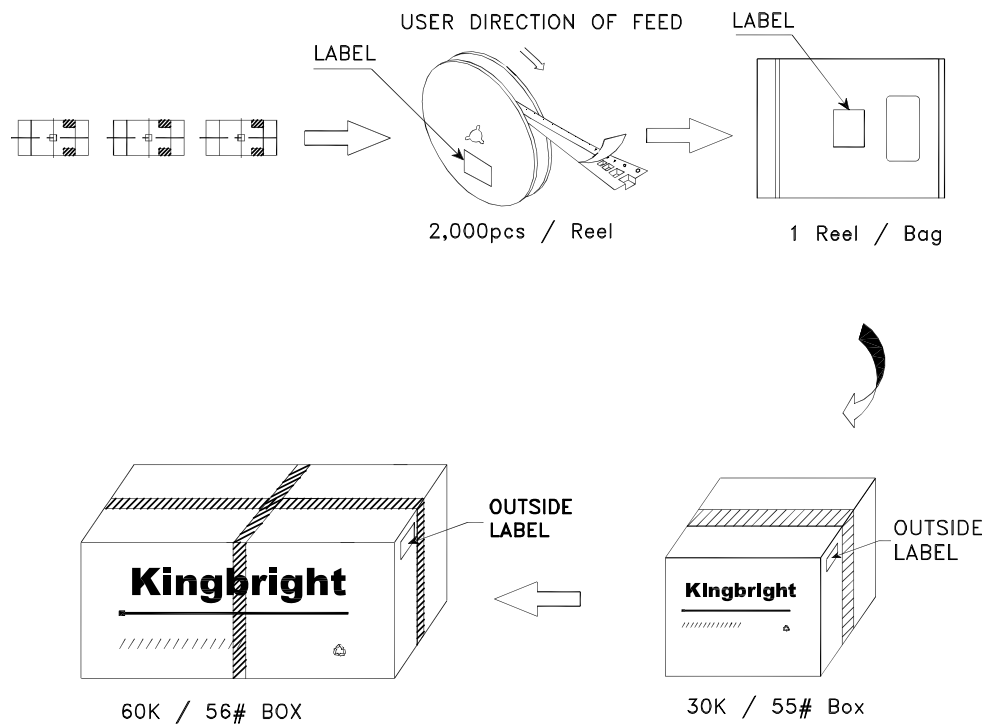 USER DIRECTION OF FEED
LABEL
LABEL
2,000pcs / Reel
1 Reel / Bag
OUTSIDE
LABEL
Kingbright
60K / 56# BOX
OUTSIDE
LABEL
Kingbright
30K / 55# Box